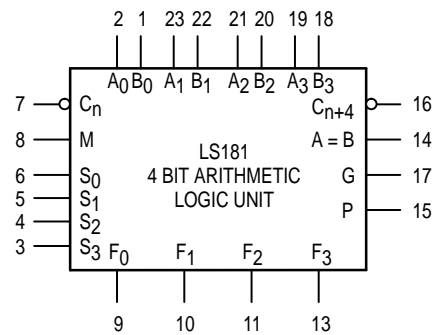 2 1 23 22 21 20 19 18
A0 B0 A1 B1 A2 B2 A3 B3
7 Cn Cn+4 16
8 M A = B 14
LS181
6 S0 4 BIT ARITHMETIC G 17
5 S1 LOGIC UNIT
4 S2 P 15
3 S3 F0 F1 F2 F3
9 10 11 13